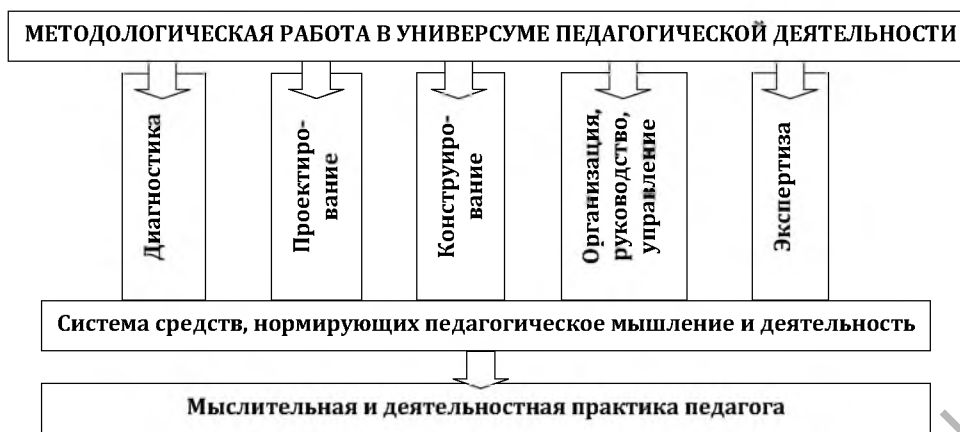 МЕТОДОЛОГИЧЕСКАЯ РАБОТА В УНИВЕРСУМЕ ПЕДАГОГИЧЕСКОЙ ДЕЯТЕЛЬНОСТИ
Диагностика
Проектиро-
вание
Конструиро-
вание
Организация,
руководство,
управление
Экспертиза
Система средств, нормирующих педагогическое мышление и деятельность
Мыслительная и деятельностная практика педагога